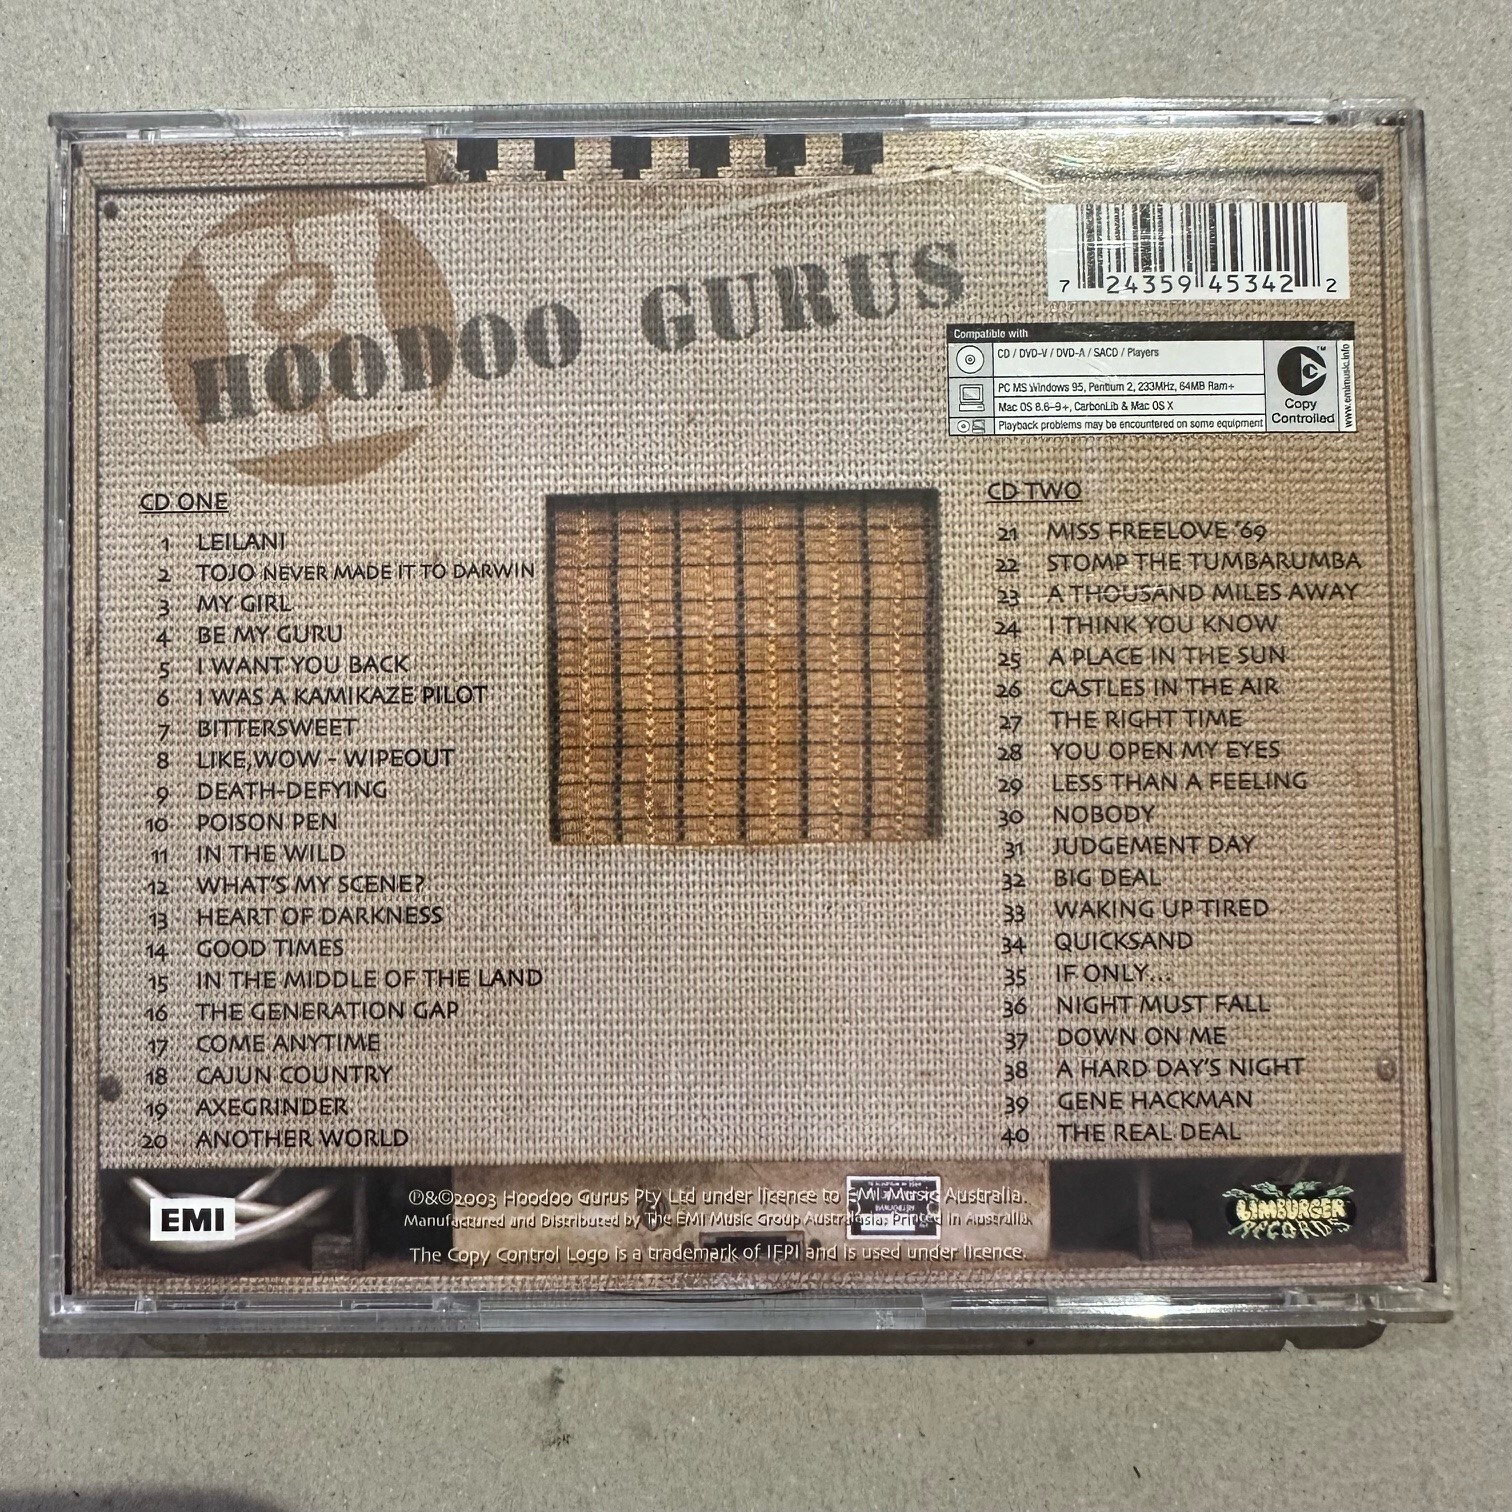 HOODOO GURUS
7 24359 45342 2
Compatible with
CD / DVD-V / DVD-A / SACD / Players
PC MS Windows 95, Pentium 2, 233MHz, 64MB Ram+
Mac OS 8.6-9+, CarbonLib & Mac OS X
Playback problems may be encountered on some equipment
TM
Copy
Controlled
www.emimusic.info
CD ONE
1 LEILANI
2 TOJO NEVER MADE IT TO DARWIN
3 MY GIRL
4 BE MY GURU
5 I WANT YOU BACK
6 I WAS A KAMIKAZE PILOT
7 BITTERSWEET
8 LIKE, WOW - WIPEOUT
9 DEATH-DEFYING
10 POISON PEN
11 IN THE WILD
12 WHAT'S MY SCENE?
13 HEART OF DARKNESS
14 GOOD TIMES
15 IN THE MIDDLE OF THE LAND
16 THE GENERATION GAP
17 COME ANYTIME
18 CAJUN COUNTRY
19 AXEGRINDER
20 ANOTHER WORLD
CD TWO
21 MISS FREELOVE '69
22 STOMP THE TUMBARUMBA
23 A THOUSAND MILES AWAY
24 I THINK YOU KNOW
25 A PLACE IN THE SUN
26 CASTLES IN THE AIR
27 THE RIGHT TIME
28 YOU OPEN MY EYES
29 LESS THAN A FEELING
30 NOBODY
31 JUDGEMENT DAY
32 BIG DEAL
33 WAKING UP TIRED
34 QUICKSAND
35 IF ONLY...
36 NIGHT MUST FALL
37 DOWN ON ME
38 A HARD DAY'S NIGHT
39 GENE HACKMAN
40 THE REAL DEAL
EMI
℗&©2003 Hoodoo Gurus Pty Ltd under licence to EMI Music Australia.
Manufactured and Distributed by The EMI Music Group Australasia. Printed in Australia
The Copy Control Logo is a trademark of IFPI and is used under licence.
LIMBURGER
RECORDS